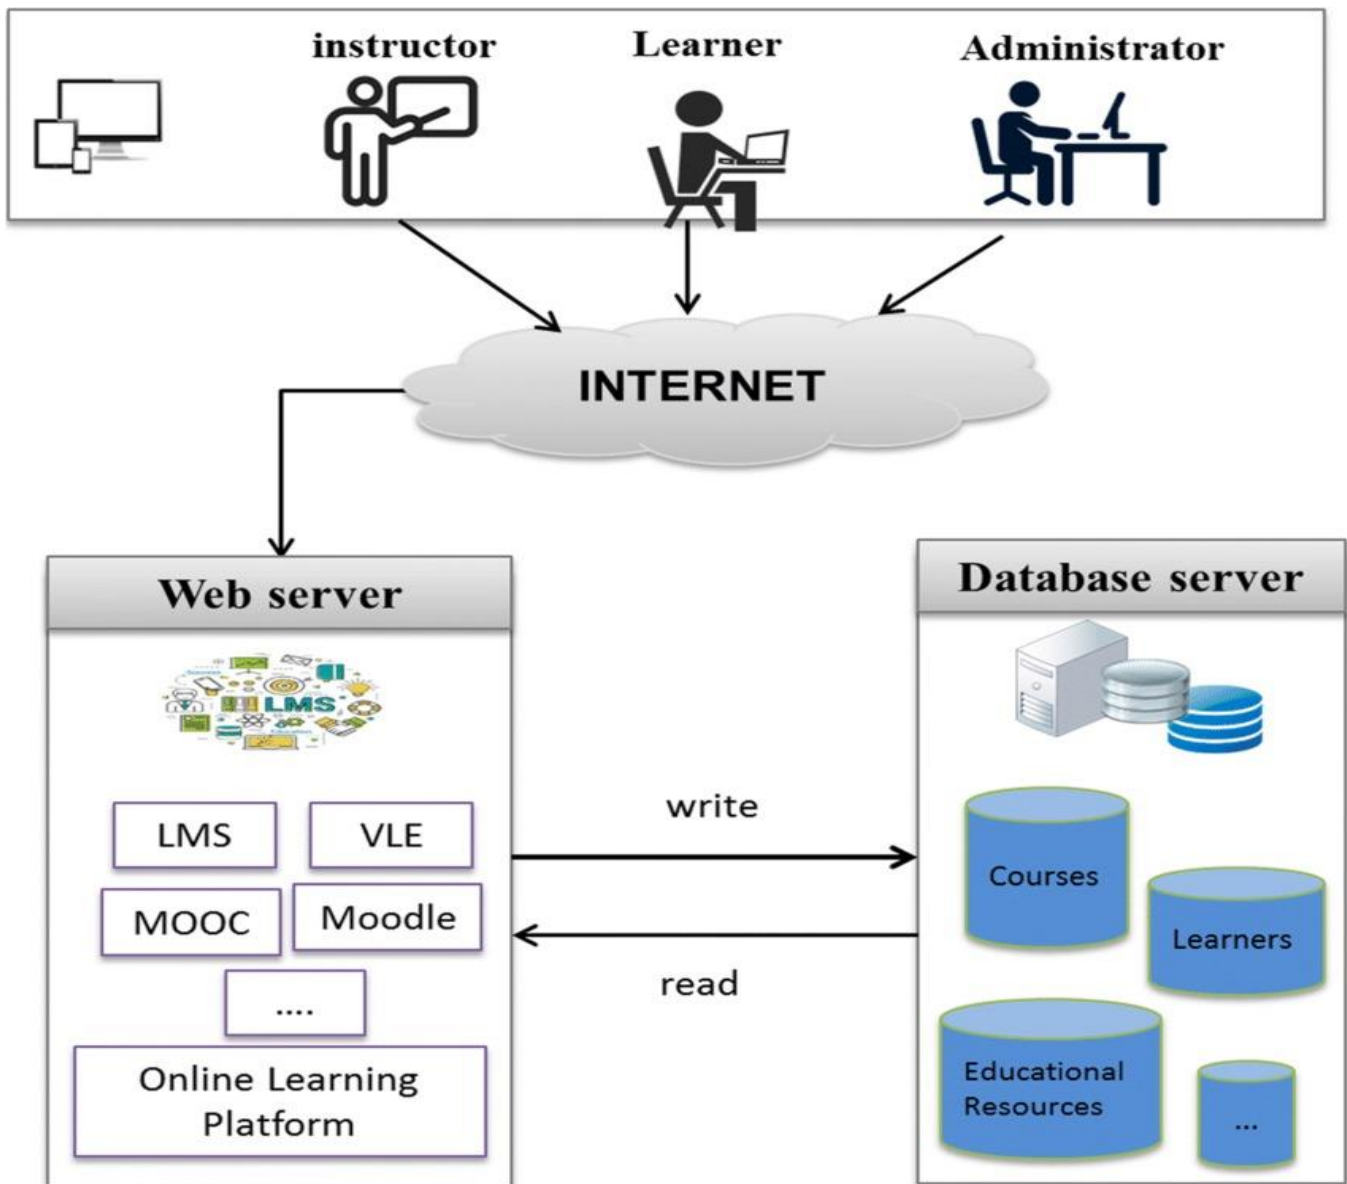 instructor
Learner
Administrator
INTERNET
Web server
LMS
LMS
VLE
MOOC
Moodle
....
Online Learning
Platform
write
read
Database server
Courses
Learners
Educational
Resources
...